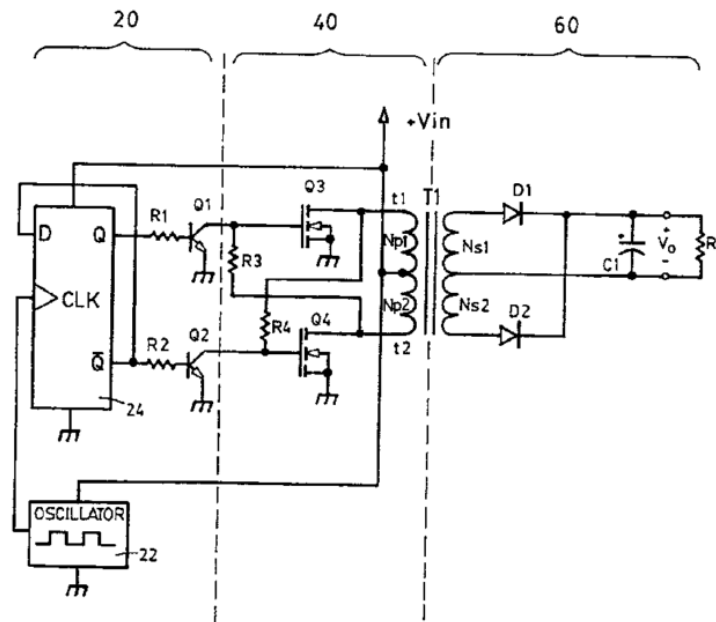 20 40 60
+Vin
Q1 Q3 t1 T1 D1
D Q R1 Np1 Ns1 + + R
R3 C1 Vo
CLK -
R4 Q4 Np2 Ns2
Q̅ R2 Q2 t2 D2
24
OSCILLATOR
22